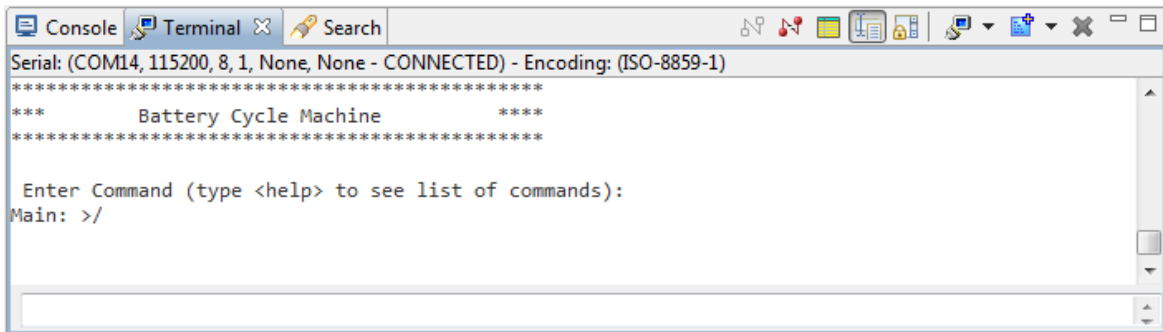 Console Terminal Search
Serial: (COM14, 115200, 8, 1, None, None - CONNECTED) - Encoding: (ISO-8859-1)
**********************************************
***        Battery Cycle Machine          ****
**********************************************
Enter Command (type <help> to see list of commands):
Main: >/